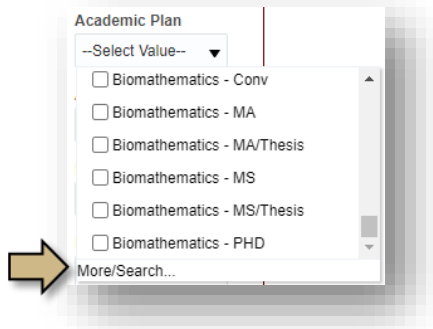 Academic Plan
--Select Value--
Biomathematics - Conv
Biomathematics - MA
Biomathematics - MA/Thesis
Biomathematics - MS
Biomathematics - MS/Thesis
Biomathematics - PHD
More/Search...